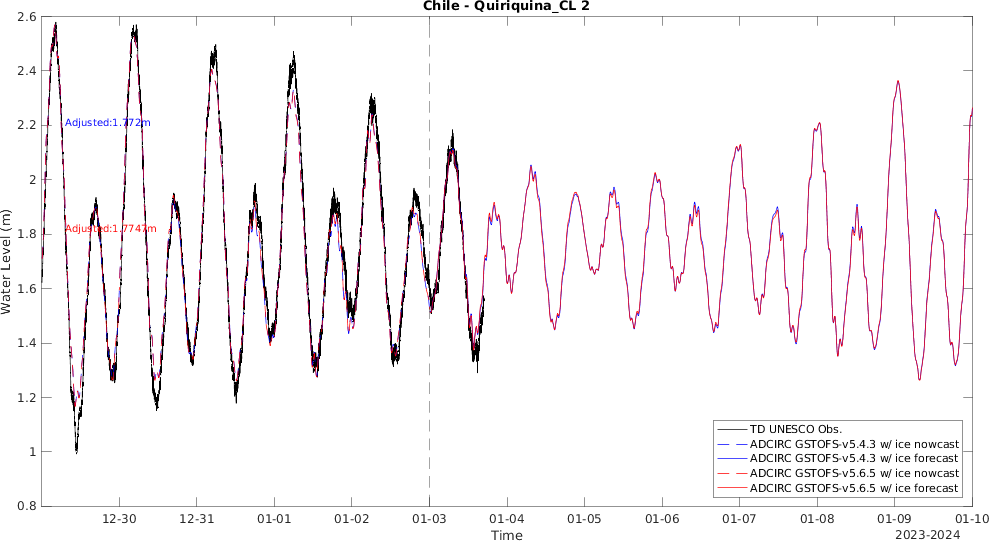 Chile - Quiriquina_CL 2
2.6
2.4
2.2
2
1.8
1.6
1.4
1.2
1
0.8
Water Level (m)
Adjusted:1.772m
Adjusted:1.7747m
TD UNESCO Obs.
ADCIRC GSTOFS-v5.4.3 w/ ice nowcast
ADCIRC GSTOFS-v5.4.3 w/ ice forecast
ADCIRC GSTOFS-v5.6.5 w/ ice nowcast
ADCIRC GSTOFS-v5.6.5 w/ ice forecast
12-30 12-31 01-01 01-02 01-03 01-04 01-05 01-06 01-07 01-08 01-09 01-10
Time
2023-2024